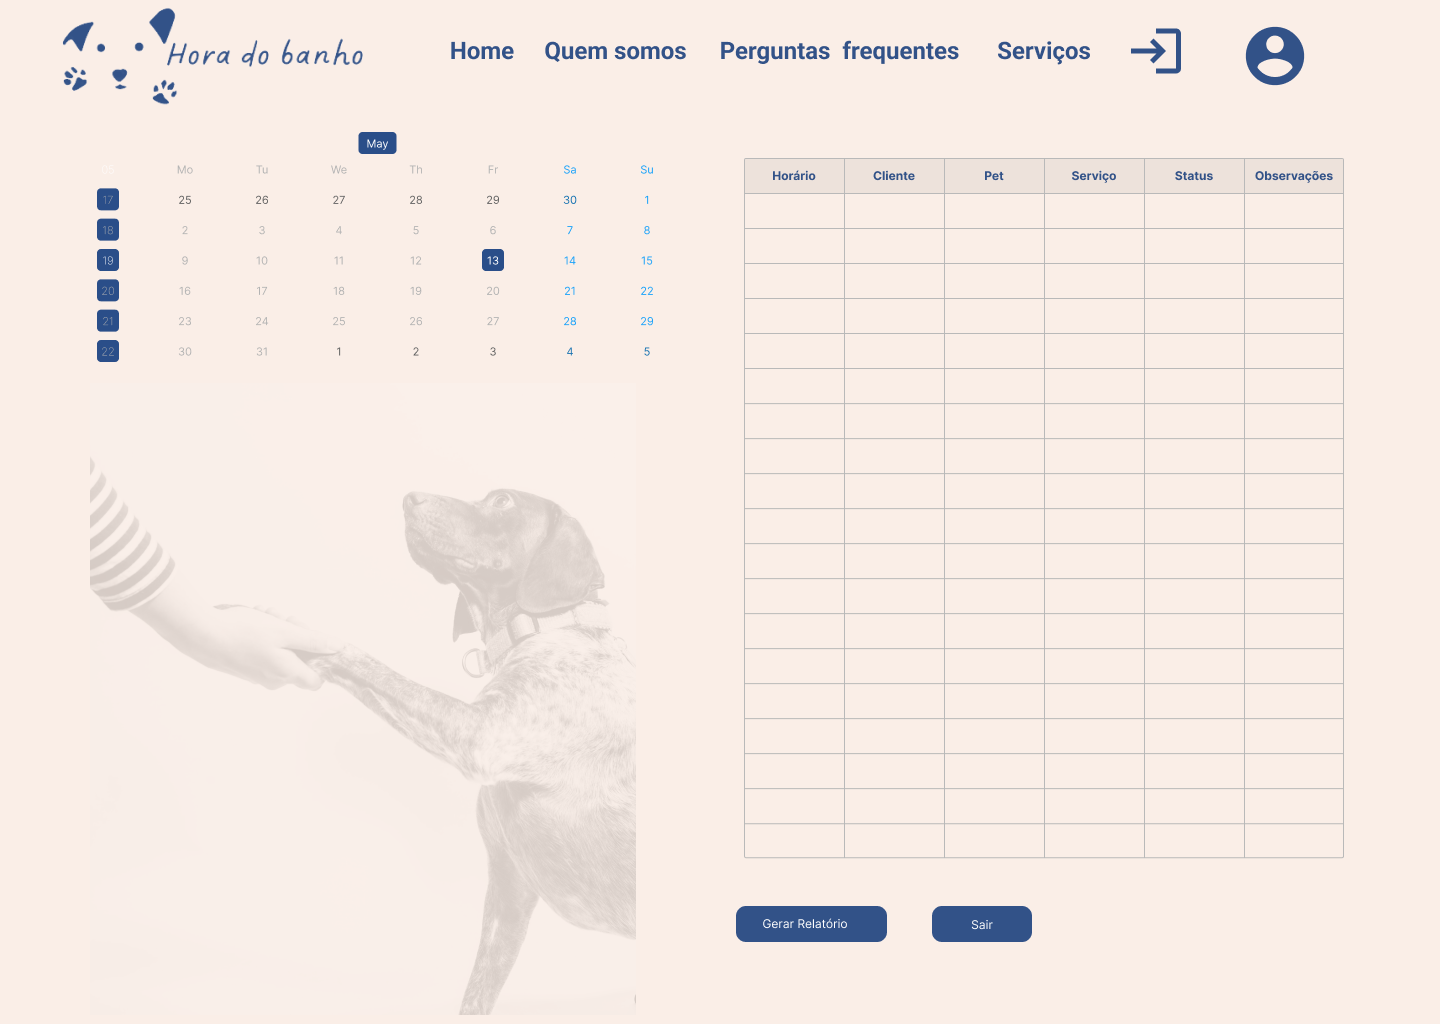 Hora do banho
Home Quem somos Perguntas frequentes Serviços
May
Mo Tu We Th Fr Sa Su
17 25 26 27 28 29 30 1
18 2 3 4 5 6 7 8
19 9 10 11 12 13 14 15
20 16 17 18 19 20 21 22
21 23 24 25 26 27 28 29
22 30 31 1 2 3 4 5
Horário Cliente Pet Serviço Status Observações
Gerar Relatório Sair